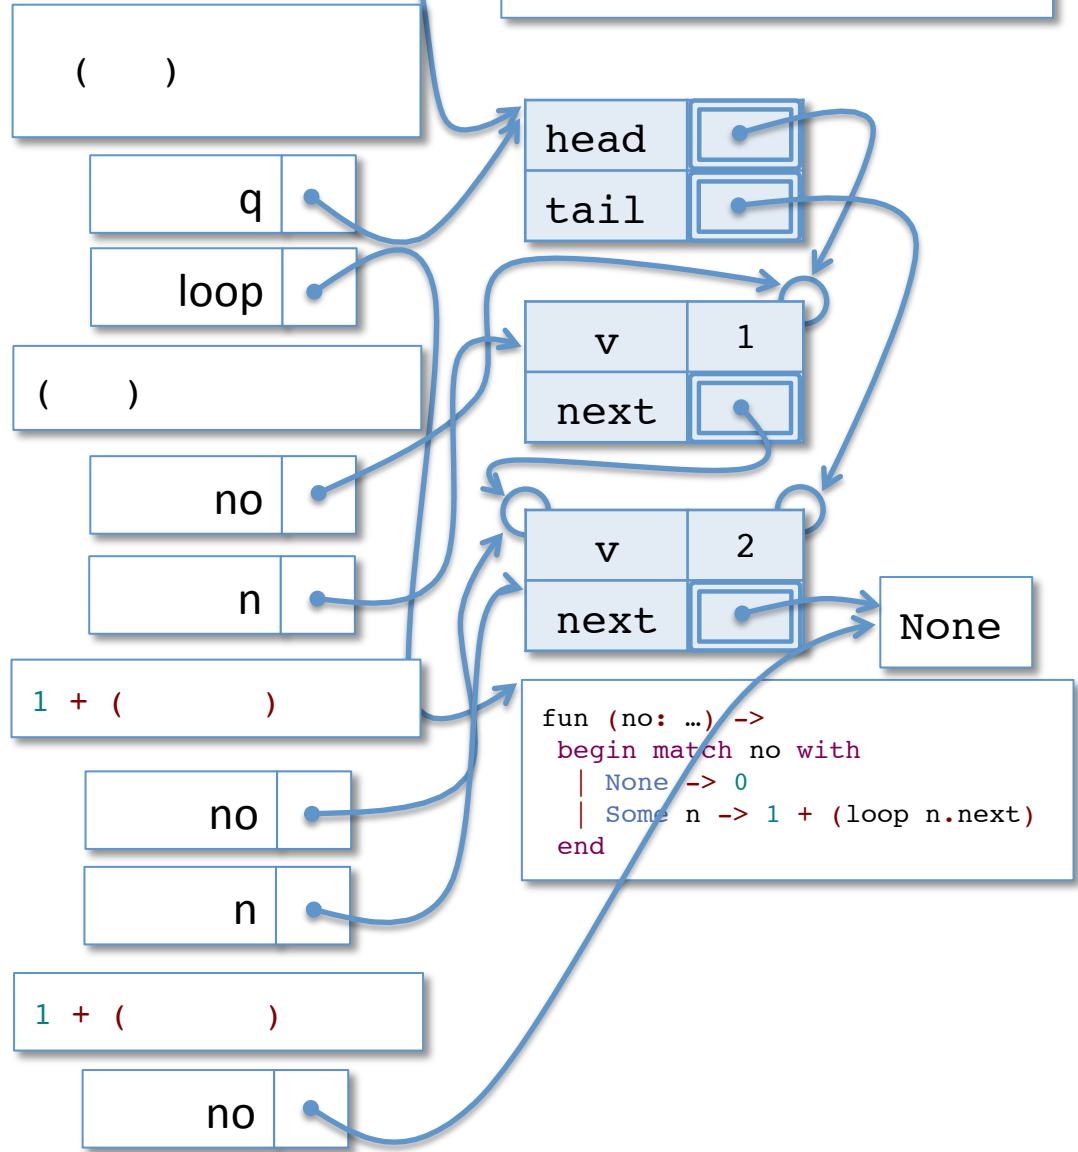 (    )
q
loop
(    )
no
n
1 + (         )
no
n
1 + (         )
no
head
tail
v 1
next
v 2
next
None
fun (no: …) ->
begin match no with
| None -> 0
| Some n -> 1 + (loop n.next)
end